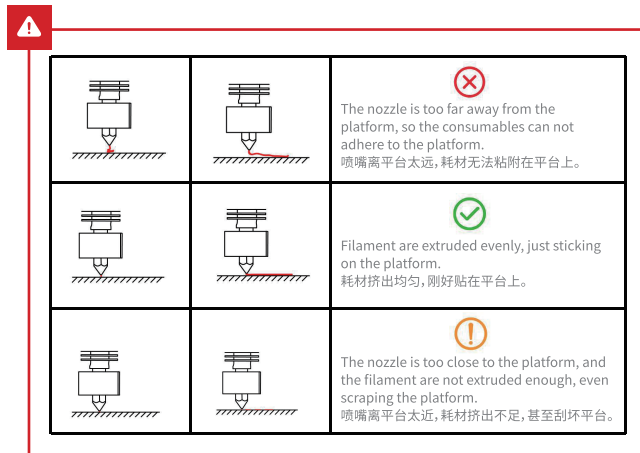 The nozzle is too far away from the
platform, so the consumables can not
adhere to the platform.
喷嘴离平台太远，耗材无法粘附在平台上。
Filament are extruded evenly, just sticking
on the platform.
耗材挤出均匀，刚好贴在平台上。
The nozzle is too close to the platform, and
the filament are not extruded enough, even
scraping the platform.
喷嘴离平台太近，耗材挤出不足，甚至刮坏平台。